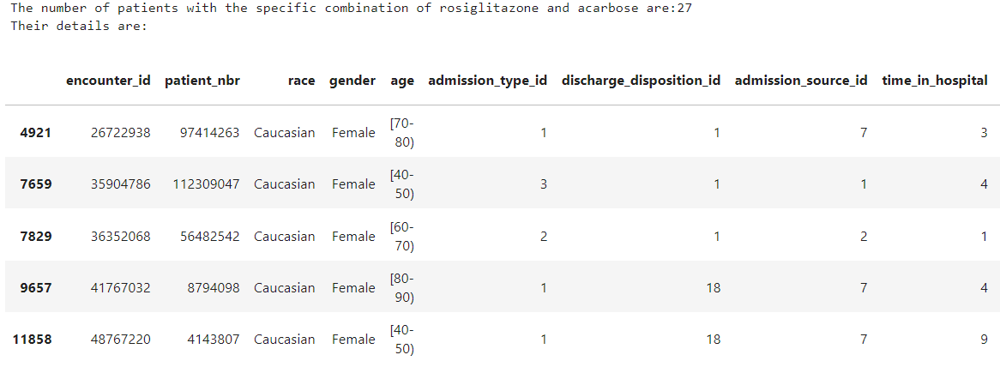 The number of patients with the specific combination of rosiglitazone and acarbose are:27
Their details are:
encounter_id patient_nbr race gender age admission_type_id discharge_disposition_id admission_source_id time_in_hospital
4921 26722938 97414263 Caucasian Female [70-80) 1 1 7 3
7659 35904786 112309047 Caucasian Female [40-50) 3 1 1 4
7829 36352068 56482542 Caucasian Female [60-70) 2 1 2 1
9657 41767032 8794098 Caucasian Female [80-90) 1 18 7 4
11858 48767220 4143807 Caucasian Female [40-50) 1 18 7 9